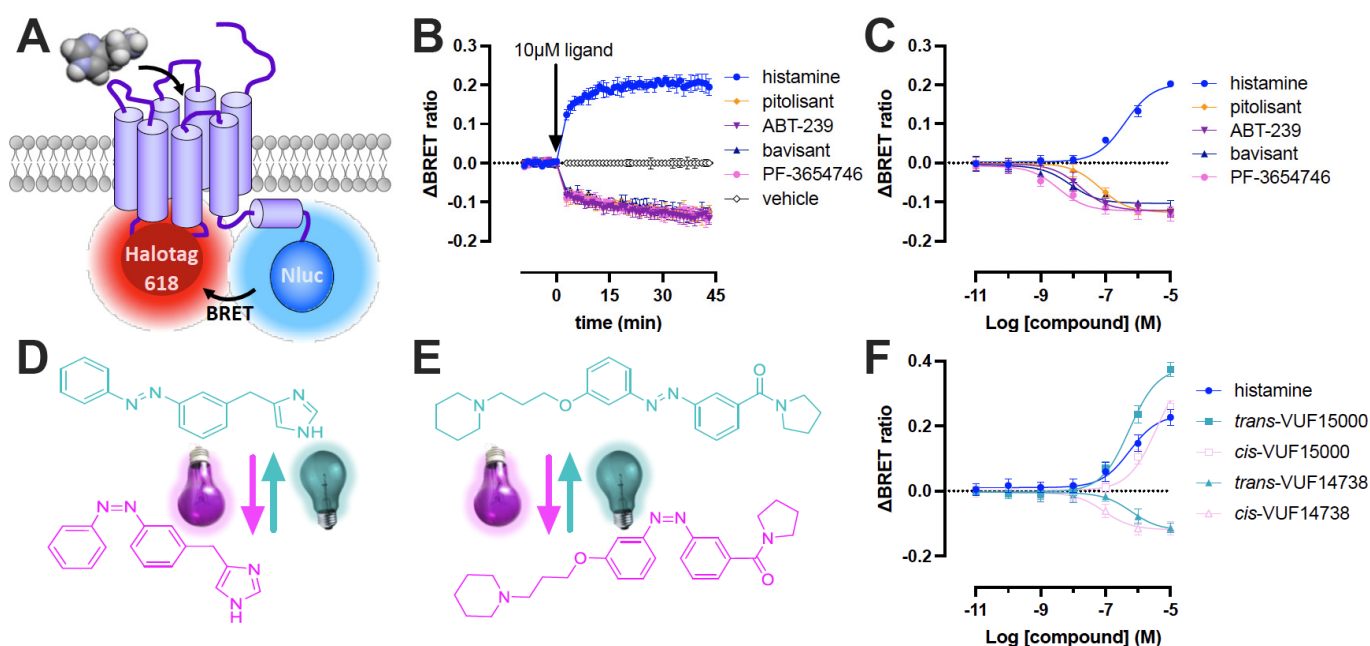 A
Halotag
618
Nluc
BRET
B
10µM ligand
ΔBRET ratio
0.3
0.2
0.1
0.0
-0.1
-0.2
0
15
30
45
time (min)
histamine
pitolisant
ABT-239
bavisant
PF-3654746
vehicle
C
ΔBRET ratio
0.3
0.2
0.1
0.0
-0.1
-0.2
-11
-9
-7
-5
Log [compound] (M)
histamine
pitolisant
ABT-239
bavisant
PF-3654746
D
N=N
N
NH
N=N
N
N
H
E
N
O
N=N
O
N
N=N
O
N
O
N
F
ΔBRET ratio
0.4
0.2
0.0
-0.2
-11
-9
-7
-5
Log [compound] (M)
histamine
trans-VUF15000
cis-VUF15000
trans-VUF14738
cis-VUF14738